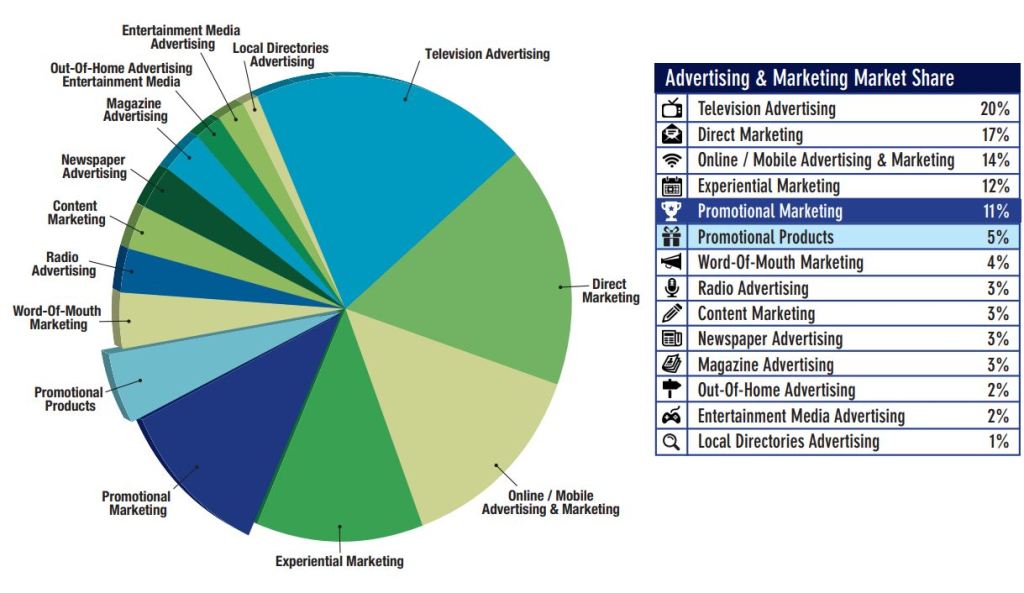 Entertainment Media
Advertising
Local Directories
Advertising
Television Advertising
Out-Of-Home Advertising
Entertainment Media
Magazine
Advertising
Newspaper
Advertising
Content
Marketing
Radio
Advertising
Word-Of-Mouth
Marketing
Promotional
Products
Promotional
Marketing
Experiential Marketing
Online / Mobile
Advertising & Marketing
Direct
Marketing
Advertising & Marketing Market Share
Television Advertising 20%
Direct Marketing 17%
Online / Mobile Advertising & Marketing 14%
Experiential Marketing 12%
Promotional Marketing 11%
Promotional Products 5%
Word-Of-Mouth Marketing 4%
Radio Advertising 3%
Content Marketing 3%
Newspaper Advertising 3%
Magazine Advertising 3%
Out-Of-Home Advertising 2%
Entertainment Media Advertising 2%
Local Directories Advertising 1%